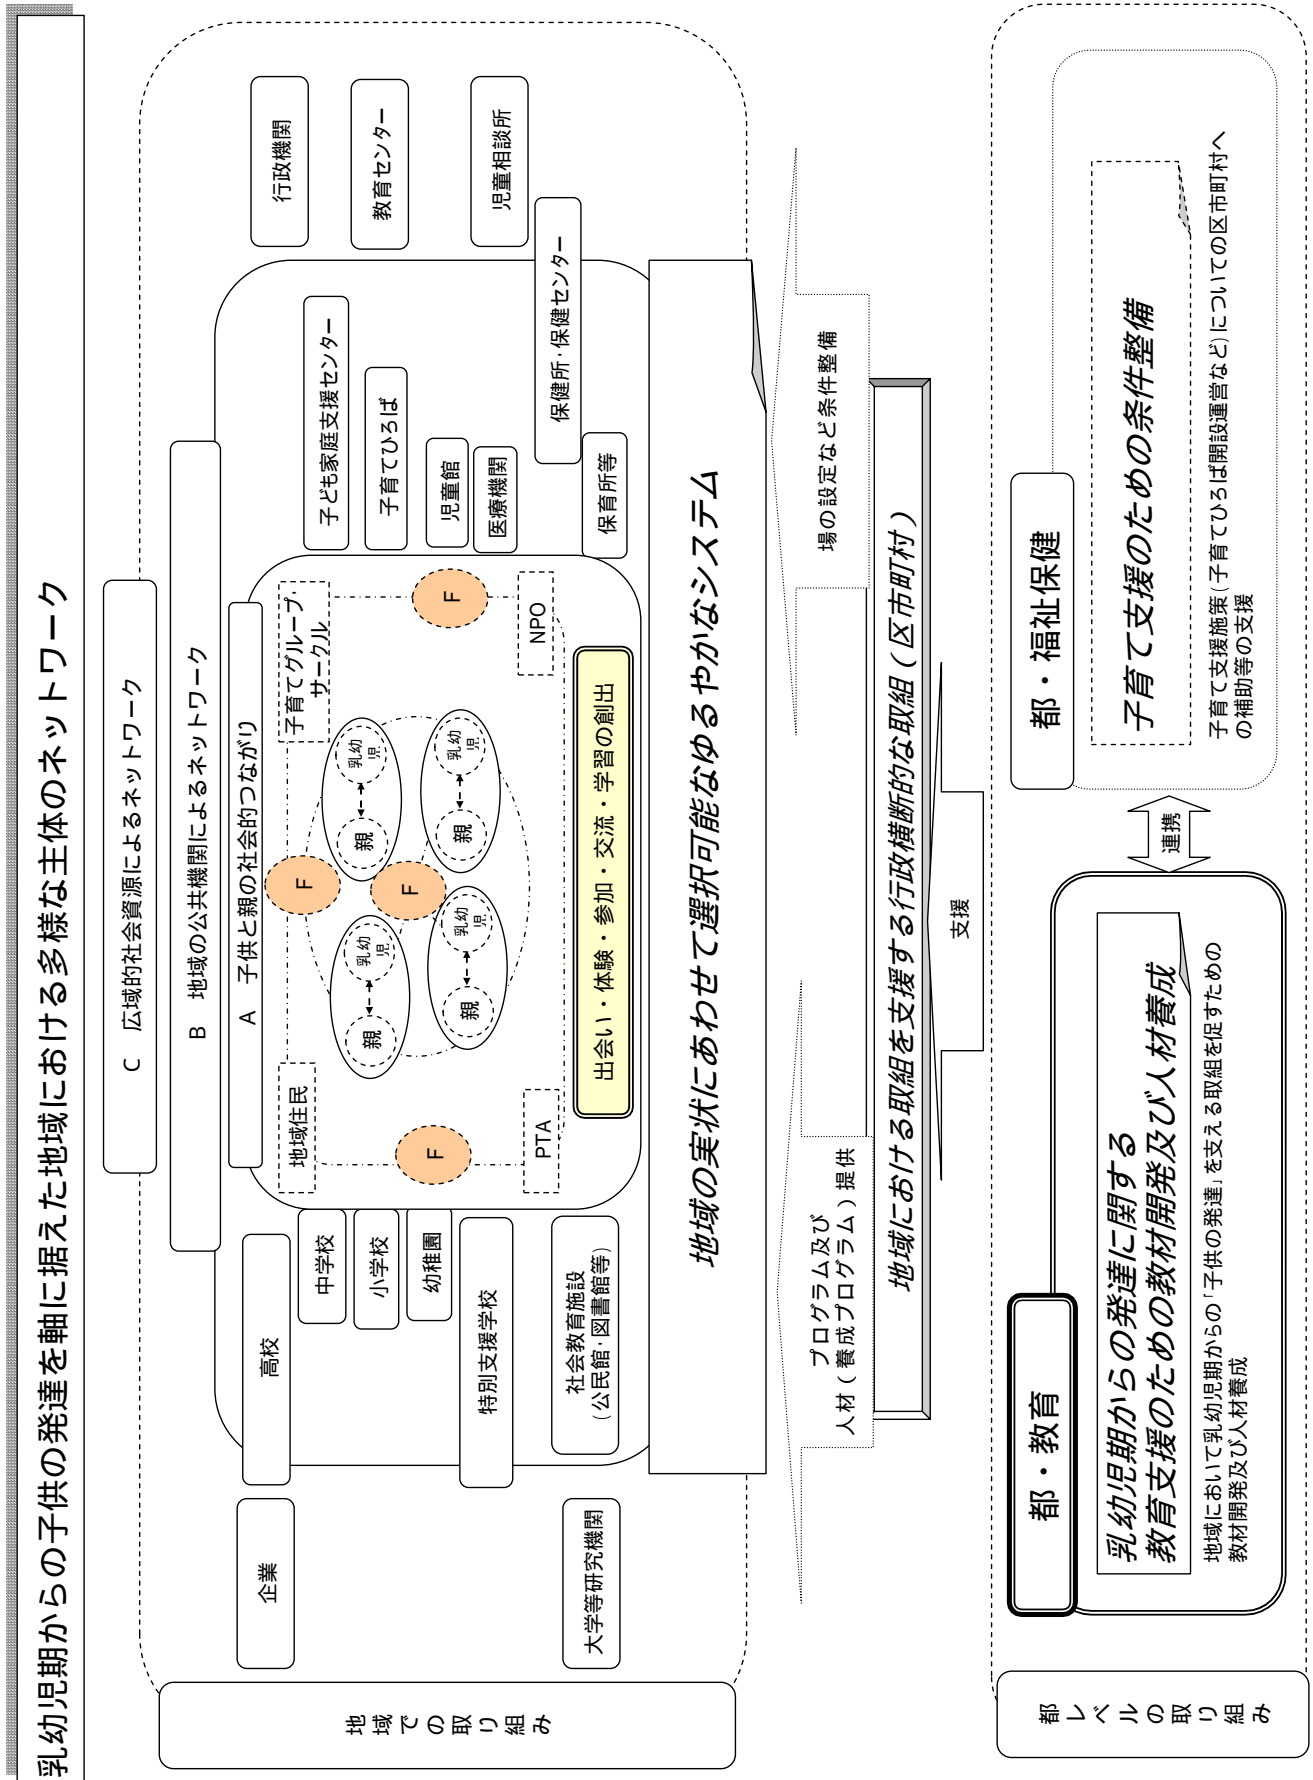 乳幼児期からの子供の発達を軸に据えた地域における多様な主体のネットワーク
地域での取り組み
C　広域的社会資源によるネットワーク
B　地域の公共機関によるネットワーク
A　子供と親の社会的つながり
企業
大学等研究機関
高校
中学校
小学校
幼稚園
特別支援学校
社会教育施設
(公民館・図書館等)
地域住民
F
PTA
F
親
乳幼
児
親
乳幼
児
F
親
乳幼
児
親
乳幼
児
子育てグループ・
サークル
F
NPO
出会い・体験・参加・交流・学習の創出
子ども家庭支援センター
子育てひろば
児童館
医療機関
保健所・保健センター
保育所等
行政機関
教育センター
児童相談所
地域の実状にあわせて選択可能なゆるやかなシステム
プログラム及び
人材（養成プログラム）提供
場の設定など条件整備
地域における取組を支援する行政横断的な取組（区市町村）
支援
都レベルの取り組み
都・教育
乳幼児期からの発達に関する
教育支援のための教材開発及び人材養成
地域において乳幼児期からの「子供の発達」を支える取組を促すための
教材開発及び人材養成
連携
都・福祉保健
子育て支援のための条件整備
子育て支援施策(子育てひろば開設運営など)についての区市町村へ
の補助等の支援